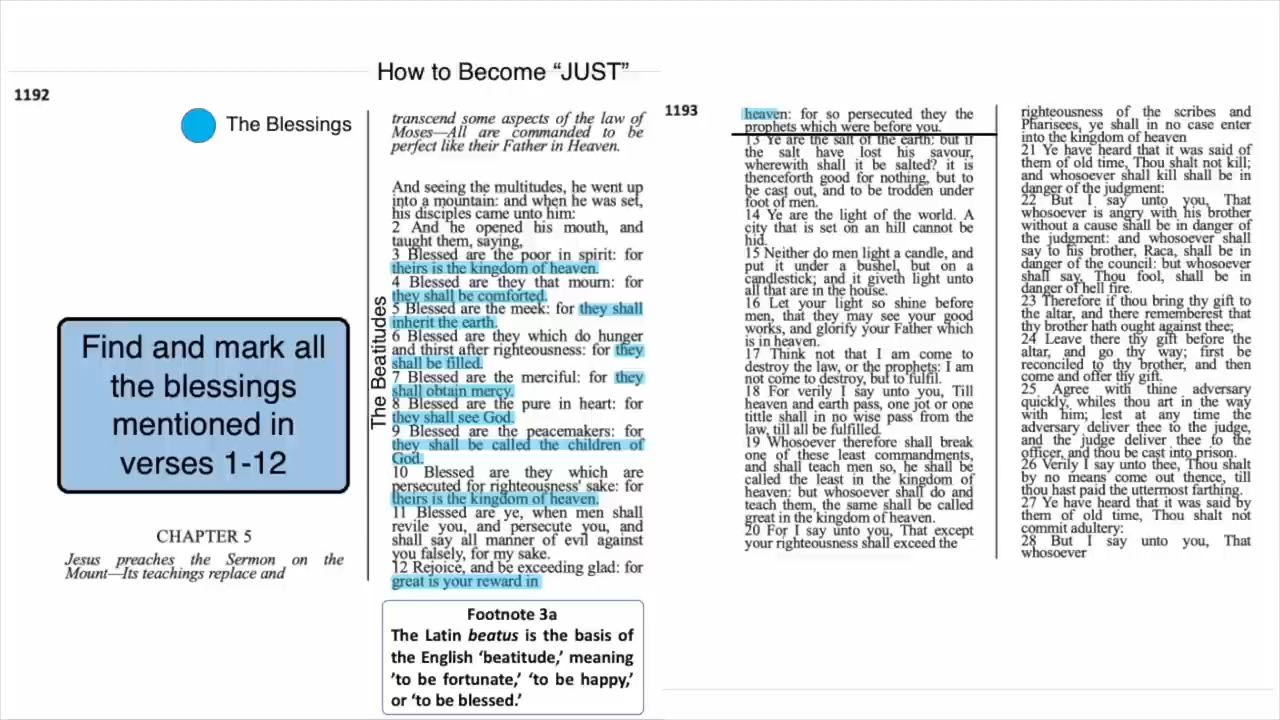 How to Become “JUST”
1192
The Blessings
Find and mark all
the blessings
mentioned in
verses 1-12
CHAPTER 5
Jesus preaches the Sermon on the
Mount—Its teachings replace and
The Beatitudes
transcend some aspects of the law of
Moses—All are commanded to be
perfect like their Father in Heaven.
And seeing the multitudes, he went up
into a mountain: and when he was set,
his disciples came unto him:
2 And he opened his mouth, and
taught them, saying,
3 Blessed are the poor in spirit: for
theirs is the kingdom of heaven.
4 Blessed are they that mourn: for
they shall be comforted.
5 Blessed are the meek: for they shall
inherit the earth.
6 Blessed are they which do hunger
and thirst after righteousness: for they
shall be filled.
7 Blessed are the merciful: for they
shall obtain mercy.
8 Blessed are the pure in heart: for
they shall see God.
9 Blessed are the peacemakers: for
they shall be called the children of
God.
10 Blessed are they which are
persecuted for righteousness' sake: for
theirs is the kingdom of heaven.
11 Blessed are ye, when men shall
revile you, and persecute you, and
shall say all manner of evil against
you falsely, for my sake.
12 Rejoice, and be exceeding glad: for
great is your reward in
Footnote 3a
The Latin beatus is the basis of
the English ‘beatitude,’ meaning
’to be fortunate,’ ‘to be happy,’
or ‘to be blessed.’
1193
heaven: for so persecuted they the
prophets which were before you.
13 Ye are the salt of the earth: but if
the salt have lost his savour,
wherewith shall it be salted? it is
thenceforth good for nothing, but to
be cast out, and to be trodden under
foot of men.
14 Ye are the light of the world. A
city that is set on an hill cannot be
hid.
15 Neither do men light a candle, and
put it under a bushel, but on a
candlestick; and it giveth light unto
all that are in the house.
16 Let your light so shine before
men, that they may see your good
works, and glorify your Father which
is in heaven.
17 Think not that I am come to
destroy the law, or the prophets: I am
not come to destroy, but to fulfil.
18 For verily I say unto you, Till
heaven and earth pass, one jot or one
tittle shall in no wise pass from the
law, till all be fulfilled.
19 Whosoever therefore shall break
one of these least commandments,
and shall teach men so, he shall be
called the least in the kingdom of
heaven: but whosoever shall do and
teach them, the same shall be called
great in the kingdom of heaven.
20 For I say unto you, That except
your righteousness shall exceed the
righteousness of the scribes and
Pharisees, ye shall in no case enter
into the kingdom of heaven
21 Ye have heard that it was said of
them of old time, Thou shalt not kill;
and whosoever shall kill shall be in
danger of the judgment:
22 But I say unto you, That
whosoever is angry with his brother
without a cause shall be in danger of
the judgment: and whosoever shall
say to his brother, Raca, shall be in
danger of the council: but whosoever
shall say, Thou fool, shall be in
danger of hell fire.
23 Therefore if thou bring thy gift to
the altar, and there rememberest that
thy brother hath ought against thee;
24 Leave there thy gift before the
altar, and go thy way; first be
reconciled to thy brother, and then
come and offer thy gift.
25 Agree with thine adversary
quickly, whiles thou art in the way
with him; lest at any time the
adversary deliver thee to the judge,
and the judge deliver thee to the
officer, and thou be cast into prison.
26 Verily I say unto thee, Thou shalt
by no means come out thence, till
thou hast paid the uttermost farthing.
27 Ye have heard that it was said by
them of old time, Thou shalt not
commit adultery:
28 But I say unto you, That
whosoever